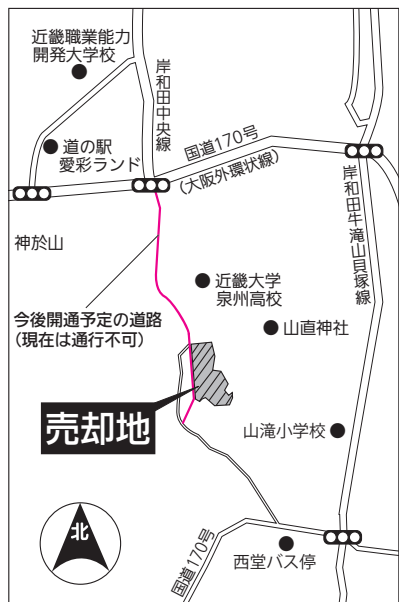 近畿職業能力
開発大学校
岸和田中央線
道の駅
愛彩ランド
国道170号
(大阪外環状線)
岸和田牛滝山貝塚線
神於山
近畿大学
泉州高校
今後開通予定の道路
(現在は通行不可)
山直神社
売却地
山滝小学校
北
国道170号
西堂バス停